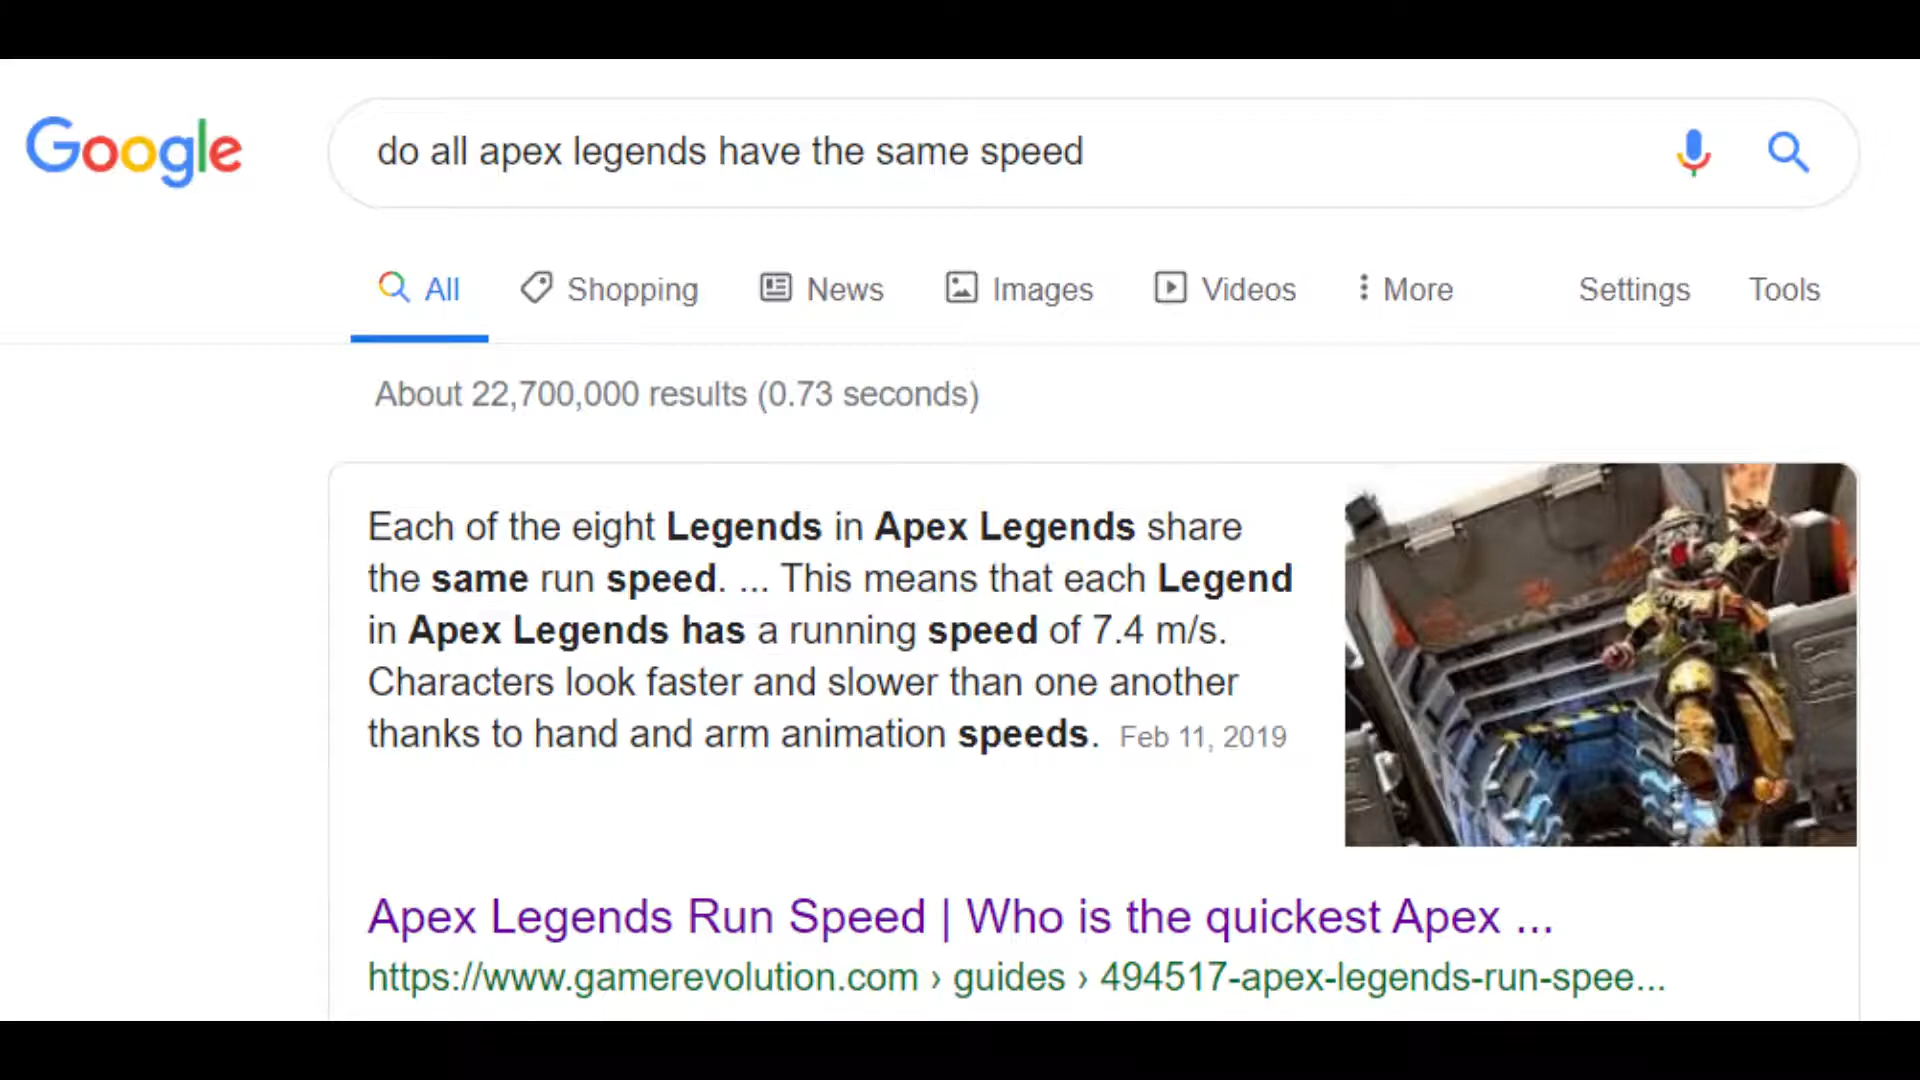 Google
do all apex legends have the same speed
All Shopping News Images Videos More Settings Tools
About 22,700,000 results (0.73 seconds)
Each of the eight Legends in Apex Legends share
the same run speed. ... This means that each Legend
in Apex Legends has a running speed of 7.4 m/s.
Characters look faster and slower than one another
thanks to hand and arm animation speeds. Feb 11, 2019
Apex Legends Run Speed | Who is the quickest Apex ...
https://www.gamerevolution.com › guides › 494517-apex-legends-run-spee...